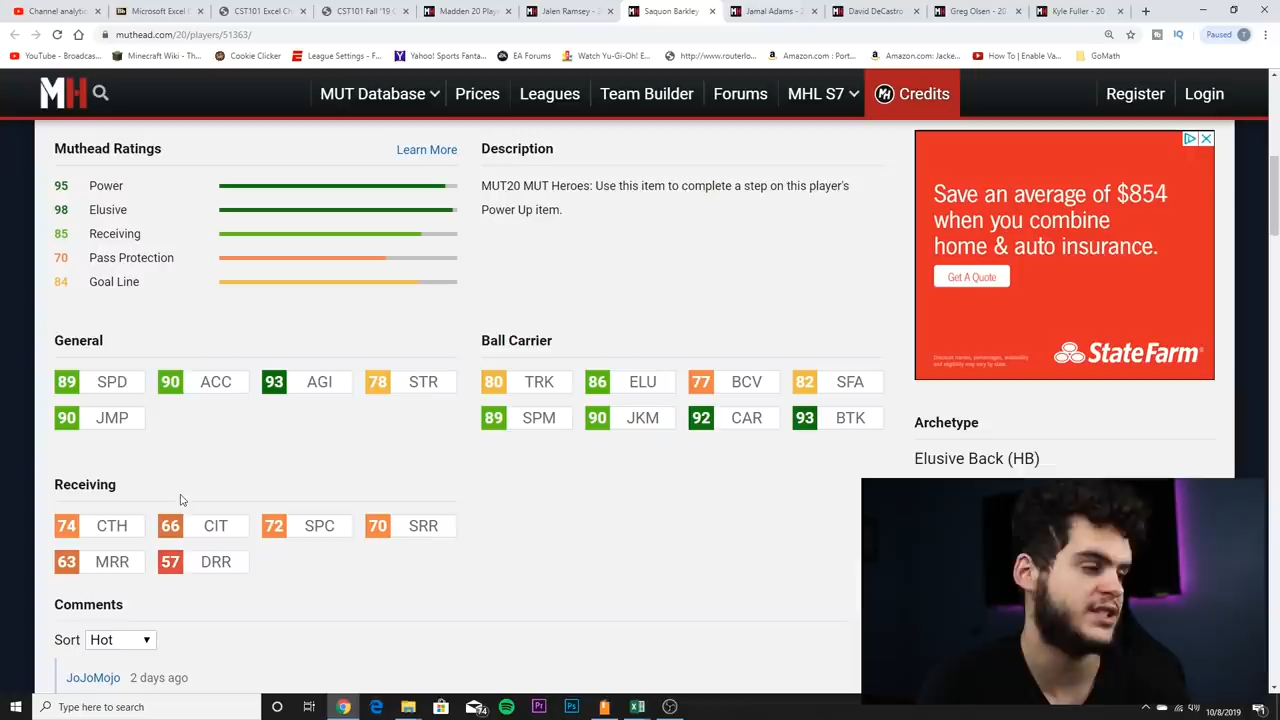 Channel anal
Microsoft Excel
CST101 Excel Ch
CST101 Fall '19 C
Madden 20 Playe
Jalen Ramsey - 2
Saquon Barkley
Jamal Adams - 2
David DeCastro
Greg Olsen - 20
Kyle Fuller - 20
muthead.com/20/players/51363/
Paused
YouTube - Broadcas...
Minecraft Wiki - Th...
Cookie Clicker
League Settings - F...
Yahoo! Sports Fanta...
EA Forums
Watch Yu-Gi-Oh! E...
http://www.routerlo...
Amazon.com : Port...
Amazon.com: Jacke...
How To | Enable Va...
GoMath
MH
MUT Database
Prices
Leagues
Team Builder
Forums
MHL S7
Credits
Register
Login
Muthead Ratings
Learn More
95 Power
98 Elusive
85 Receiving
70 Pass Protection
84 Goal Line
Description
MUT20 MUT Heroes: Use this item to complete a step on this player's
Power Up item.
Save an average of $854
when you combine
home & auto insurance.
Get A Quote
StateFarm
General
89 SPD 90 ACC 93 AGI 78 STR
90 JMP
Ball Carrier
80 TRK 86 ELU 77 BCV 82 SFA
89 SPM 90 JKM 92 CAR 93 BTK
Archetype
Elusive Back (HB)
Receiving
74 CTH 66 CIT 72 SPC 70 SRR
63 MRR 57 DRR
Comments
Sort Hot
JoJoMojo 2 days ago
Type here to search
10/8/2019